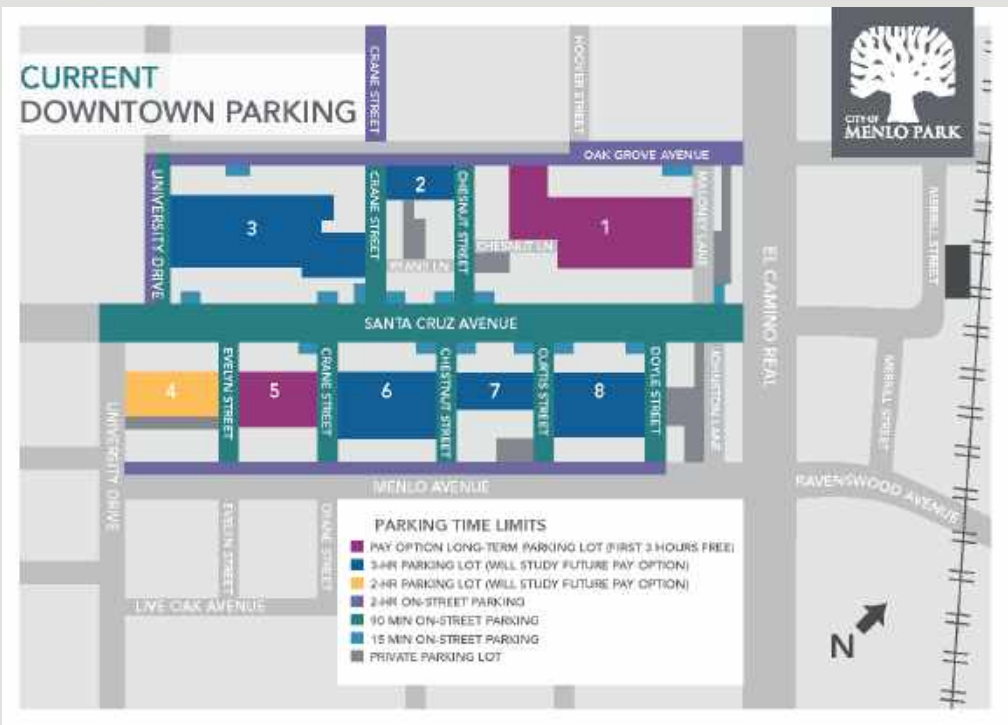 CURRENT
DOWNTOWN PARKING
CITY OF
MENLO PARK
CRANE STREET
HOOVER STREET
OAK GROVE AVENUE
UNIVERSITY DRIVE
CRANE STREET
CHESNUT STREET
MALONEY LANE
MERRILL STREET
2
3
1
CHESNUT LN
EL CAMINO REAL
SANTA CRUZ AVENUE
EVELYN STREET
CRANE STREET
CHESTNUT STREET
CURTIS STREET
DOYLE STREET
JOHNSTON LANE
MERRILL STREET
4
5
6
7
8
UNIVERSITY DRIVE
MENLO AVENUE
RAVENSWOOD AVENUE
EVELYN STREET
CRANE STREET
LIVE OAK AVENUE
PARKING TIME LIMITS
PAY OPTION LONG-TERM PARKING LOT (FIRST 3 HOURS FREE)
3-HR PARKING LOT (WILL STUDY FUTURE PAY OPTION)
2-HR PARKING LOT (WILL STUDY FUTURE PAY OPTION)
2-HR ON-STREET PARKING
90 MIN ON-STREET PARKING
15 MIN ON-STREET PARKING
PRIVATE PARKING LOT
N